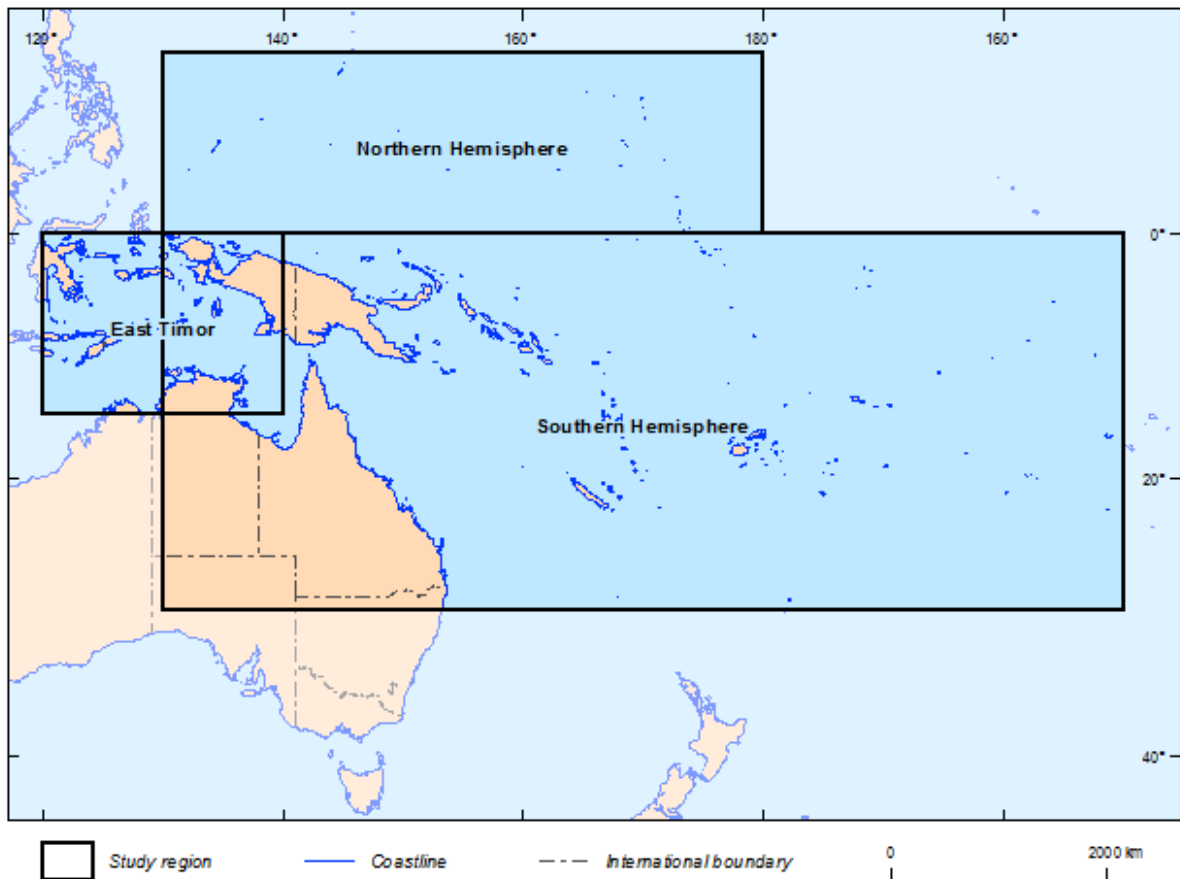 120° 140° 160° 180° 160°
Northern Hemisphere
0°
East Timor
Southern Hemisphere
20°
40°
Study region Coastline International boundary 0 2000 km